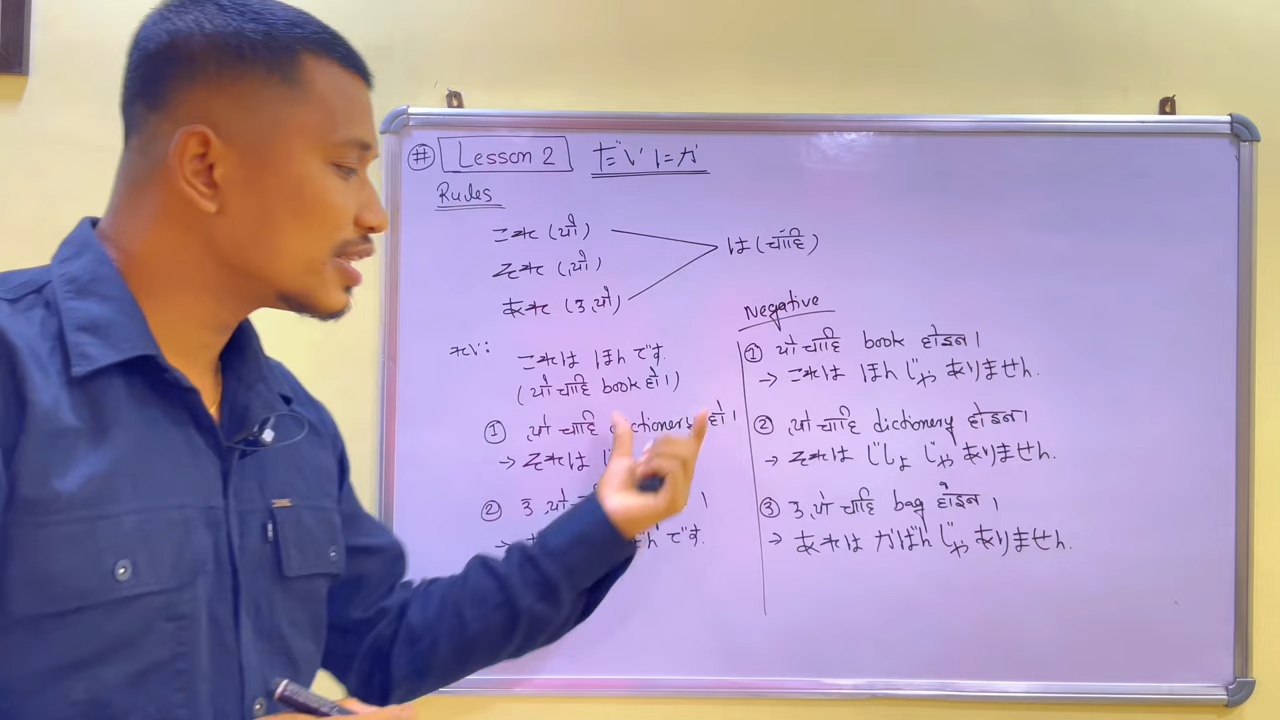 # Lesson 2 だいにか
Rules
これ (यो)
それ (त्यो)
あれ (ऊ त्यो)
は (चाँहि)
れい:
これは ほん です.
(यो चाहि book हो।)
① त्यो चाहि dictionery हो।
→ それは じ
② ऊ त्यो चाहि
→ です.
Negative
① यो चाहि book होइन।
→ これは ほん じゃ ありません.
② त्यो चाहि dictionery होइन।
→ それは じしょ じゃ ありません.
③ ऊ त्यो चाहि bag होइन।
→ あれは かばん じゃ ありません.